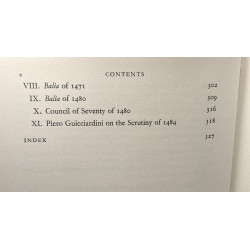 x CONTENTS
VIII. Balìa of 1471 302
IX. Balìa of 1480 309
X. Council of Seventy of 1480 316
XI. Piero Guicciardini on the Scrutiny of 1484 318
INDEX 327